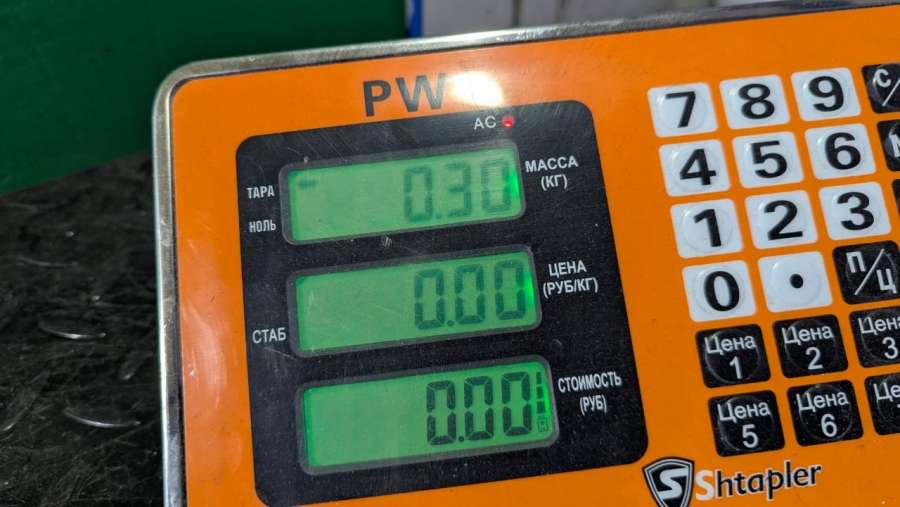 PW
AC
ТАРА
НОЛЬ
0.30
МАССА
(КГ)
СТАБ
0.00
ЦЕНА
(РУБ/КГ)
0.00
СТОИМОСТЬ
(РУБ)
7 8 9 С/
4 5 6
1 2 3
0 • П/Ц
Цена 1 Цена 2 Цена 3
Цена 5 Цена 6
S Shtapler